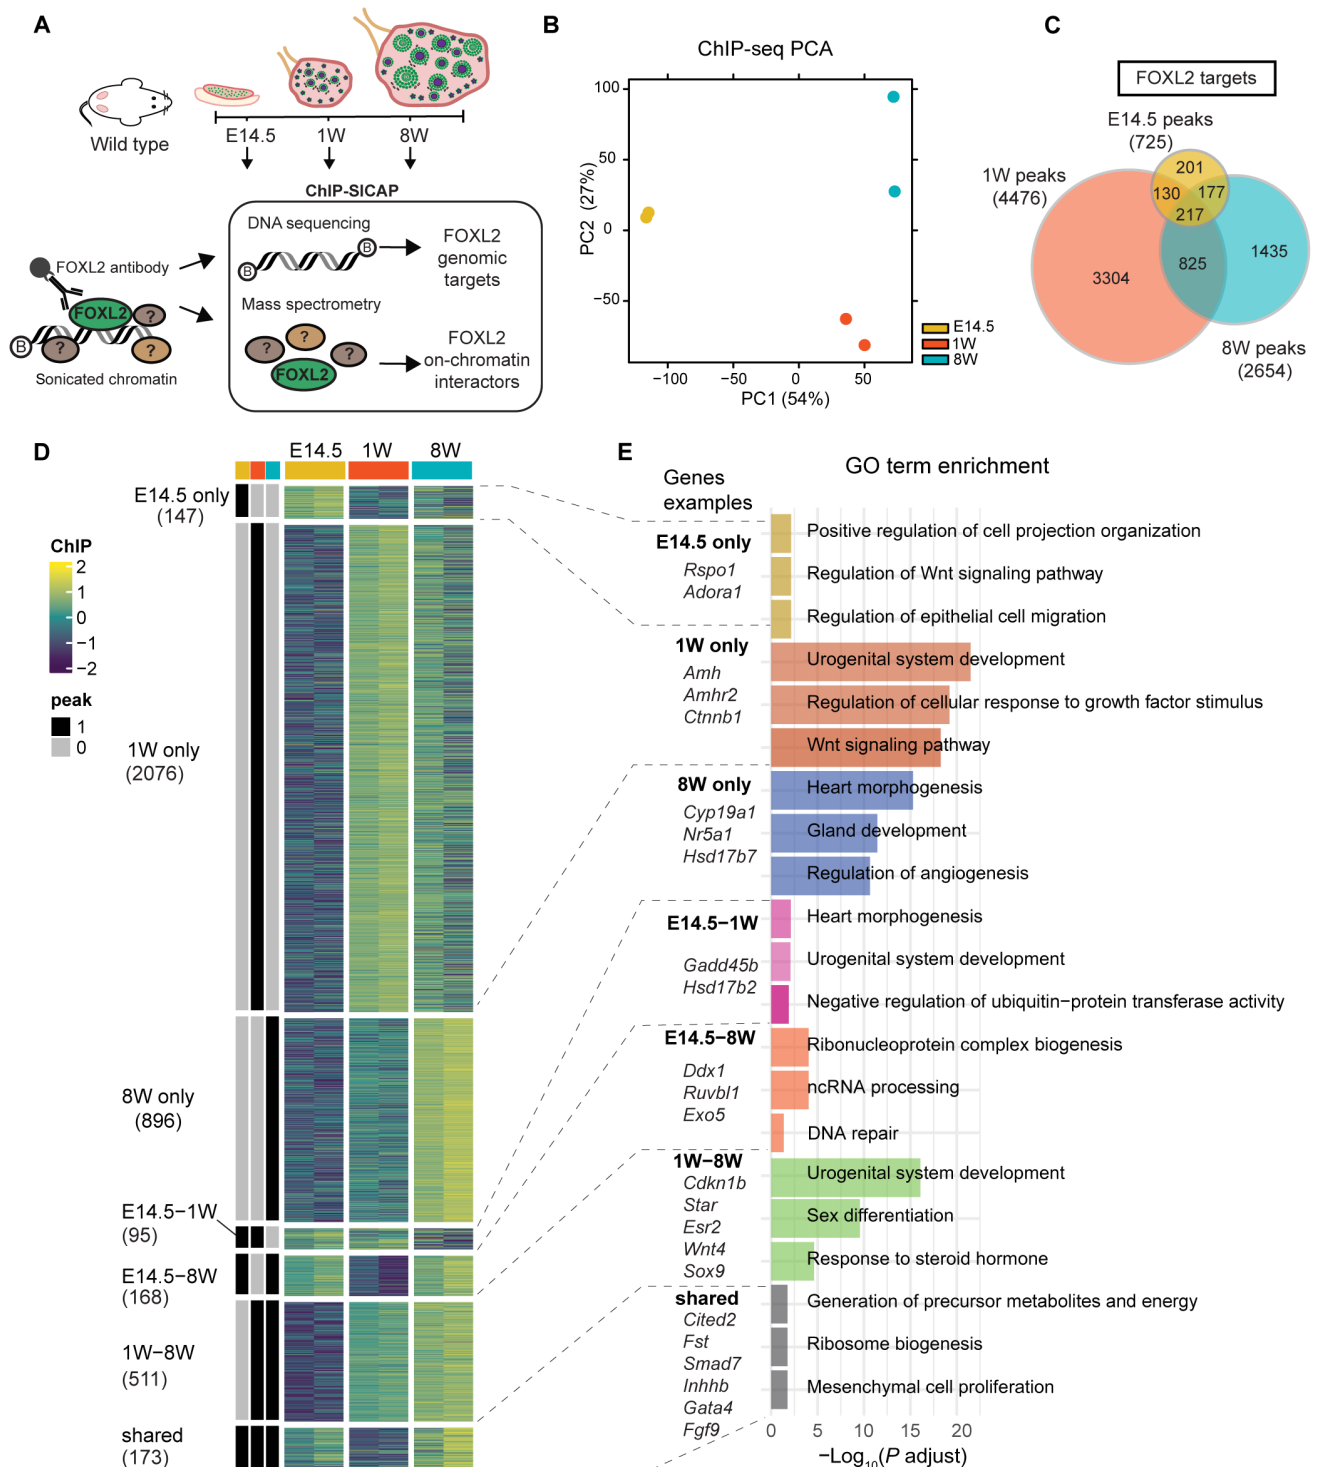 A
Wild type
E14.5
1W
8W
ChIP-SICAP
DNA sequencing
B
B
FOXL2
genomic
targets
FOXL2 antibody
FOXL2
?
?
?
B
Sonicated chromatin
Mass spectrometry
?
?
?
FOXL2
FOXL2
on-chromatin
interactors
B
ChIP-seq PCA
PC2 (27%)
100
50
0
−50
−100
−50
0
50
PC1 (54%)
E14.5
1W
8W
C
FOXL2 targets
E14.5 peaks
(725)
1W peaks
(4476)
201
130
177
217
3304
825
1435
8W peaks
(2654)
D
E14.5
1W
8W
ChIP
2
1
0
−1
−2
peak
1
0
E14.5 only
(147)
1W only
(2076)
8W only
(896)
E14.5−1W
(95)
E14.5−8W
(168)
1W−8W
(511)
shared
(173)
E
GO term enrichment
Genes
examples
E14.5 only
Rspo1
Adora1
Positive regulation of cell projection organization
Regulation of Wnt signaling pathway
Regulation of epithelial cell migration
1W only
Amh
Amhr2
Ctnnb1
Urogenital system development
Regulation of cellular response to growth factor stimulus
Wnt signaling pathway
8W only
Cyp19a1
Nr5a1
Hsd17b7
Heart morphogenesis
Gland development
Regulation of angiogenesis
E14.5−1W
Gadd45b
Hsd17b2
Heart morphogenesis
Urogenital system development
Negative regulation of ubiquitin−protein transferase activity
E14.5−8W
Ddx1
Ruvbl1
Exo5
Ribonucleoprotein complex biogenesis
ncRNA processing
DNA repair
1W−8W
Cdkn1b
Star
Esr2
Wnt4
Sox9
Urogenital system development
Sex differentiation
Response to steroid hormone
shared
Cited2
Fst
Smad7
Inhhb
Gata4
Fgf9
Generation of precursor metabolites and energy
Ribosome biogenesis
Mesenchymal cell proliferation
0
5
10
15
20
−Log10(P adjust)